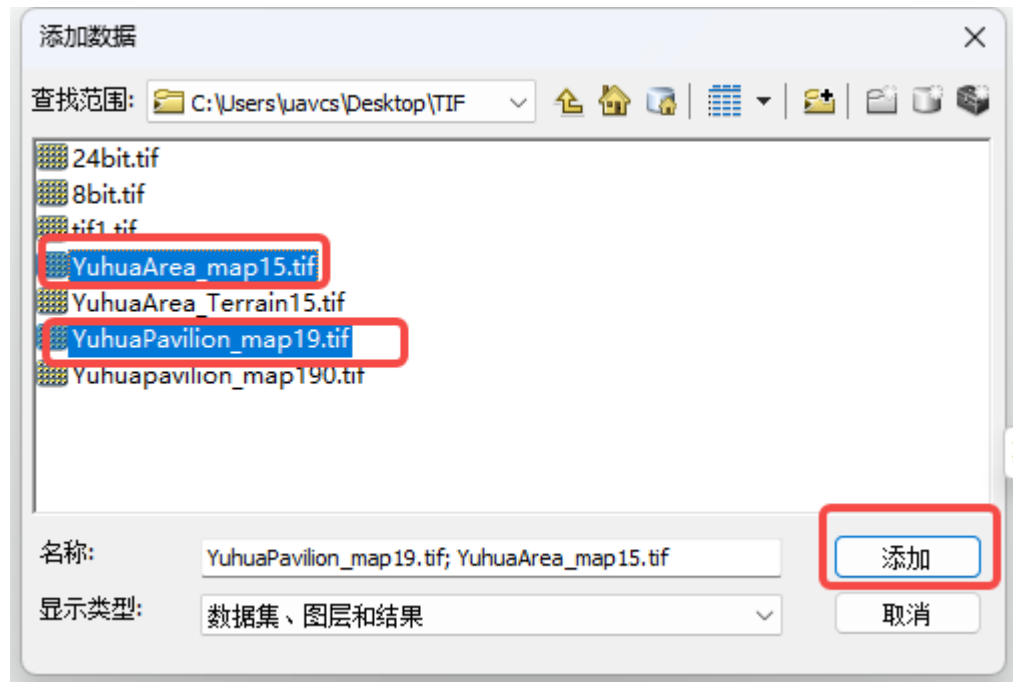 添加数据
查找范围: C:\Users\uavcs\Desktop\TIF
24bit.tif
8bit.tif
tif1.tif
YuhuaArea_map15.tif
YuhuaArea_Terrain15.tif
YuhuaPavilion_map19.tif
Yuhuapavilion_map190.tif
名称: YuhuaPavilion_map19.tif; YuhuaArea_map15.tif 添加
显示类型: 数据集、图层和结果 取消